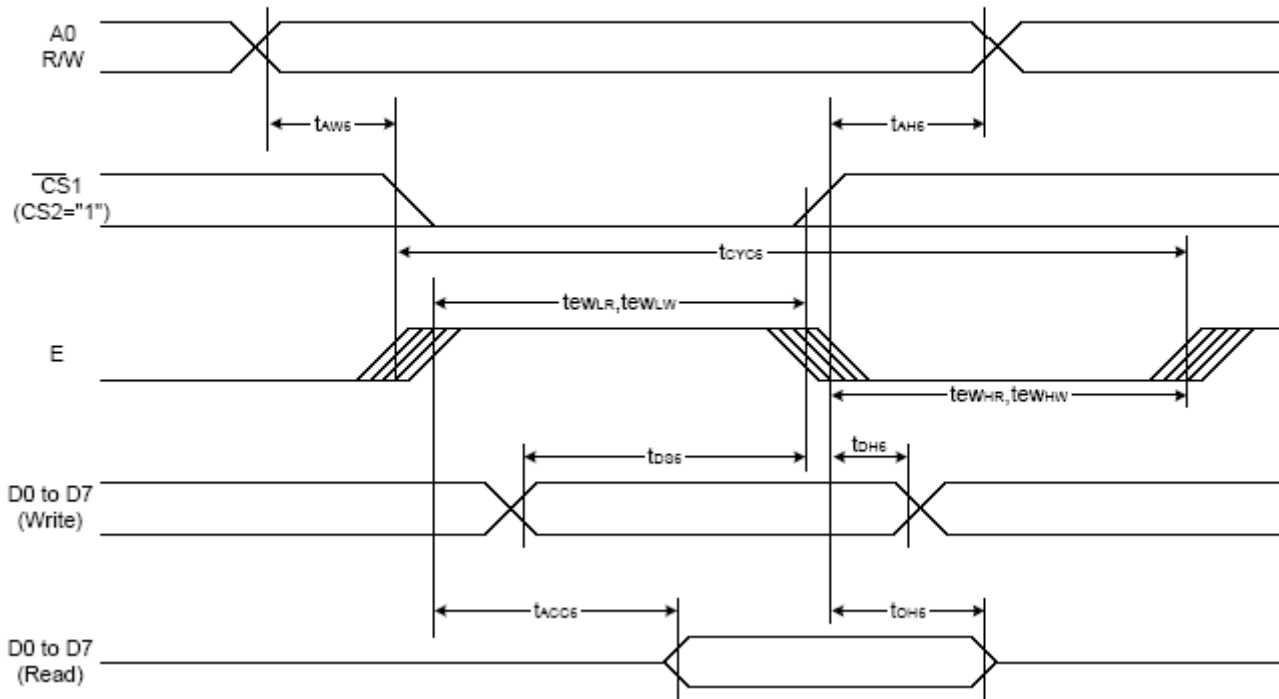 A0
R/W
tAW6
tAH6
CS1
(CS2="1")
tCYC6
tewLR,tewLW
E
tewHR,tewHW
tDS6
tDH6
D0 to D7
(Write)
tACC6
tOH6
D0 to D7
(Read)